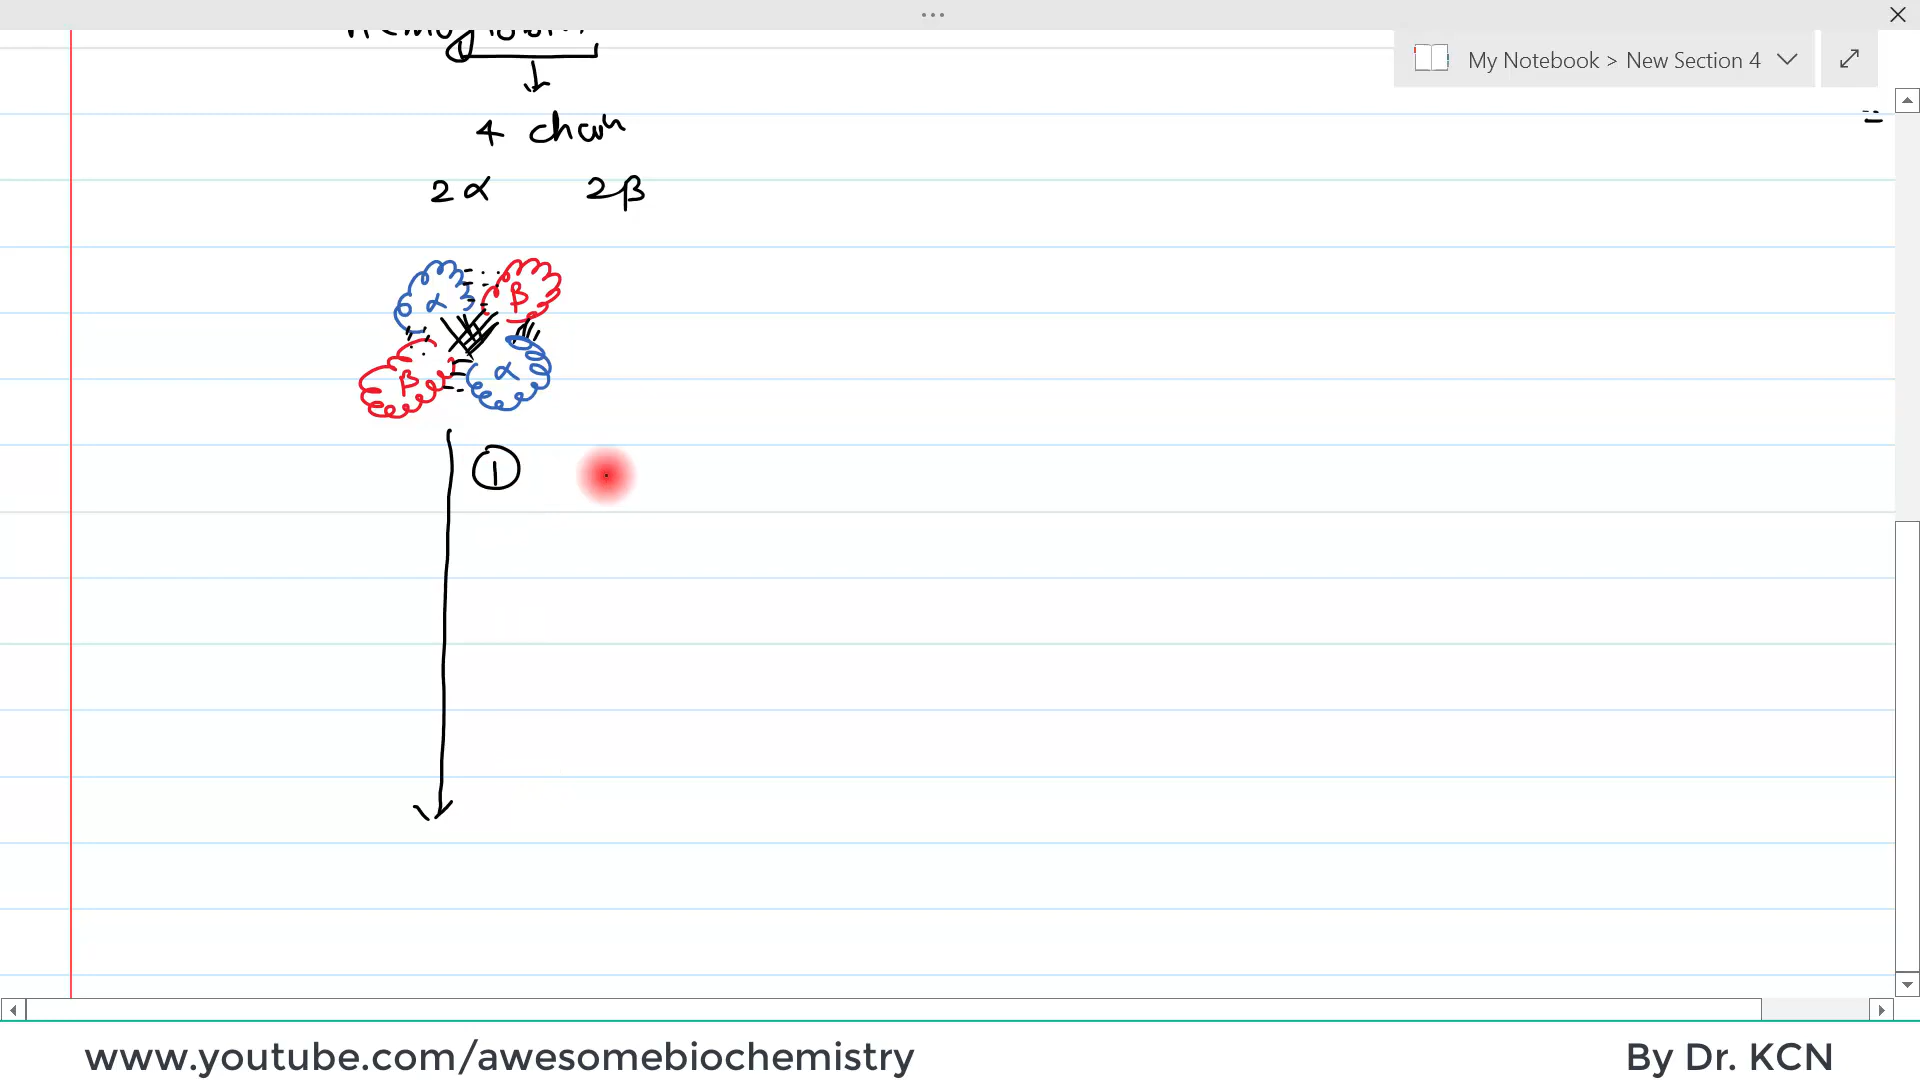 My Notebook > New Section 4
4 chain
2 α 2 β
α β
β α
1
www.youtube.com/awesomebiochemistry By Dr. KCN